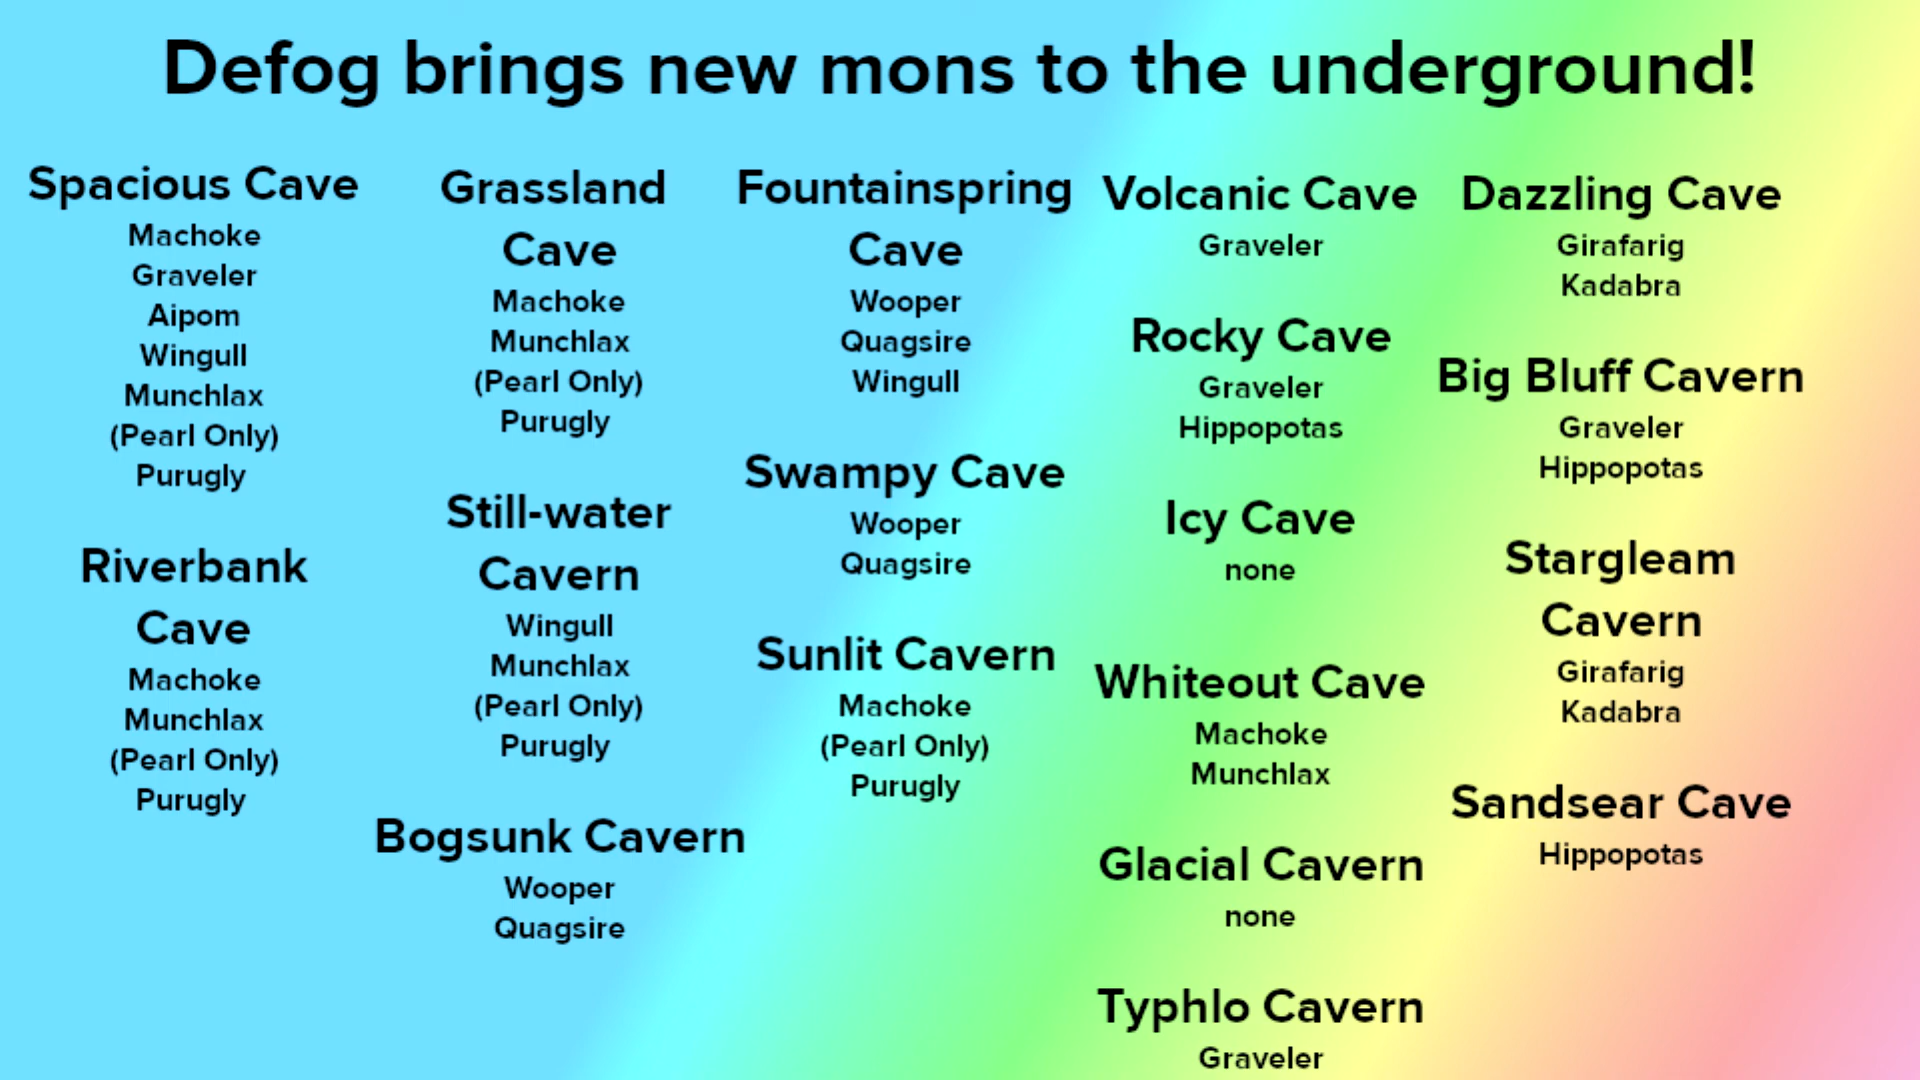 Defog brings new mons to the underground!
Spacious Cave
Machoke
Graveler
Aipom
Wingull
Munchlax
(Pearl Only)
Purugly
Riverbank
Cave
Machoke
Munchlax
(Pearl Only)
Purugly
Grassland
Cave
Machoke
Munchlax
(Pearl Only)
Purugly
Still-water
Cavern
Wingull
Munchlax
(Pearl Only)
Purugly
Bogsunk Cavern
Wooper
Quagsire
Fountainspring
Cave
Wooper
Quagsire
Wingull
Swampy Cave
Wooper
Quagsire
Sunlit Cavern
Machoke
(Pearl Only)
Purugly
Volcanic Cave
Graveler
Rocky Cave
Graveler
Hippopotas
Icy Cave
none
Whiteout Cave
Machoke
Munchlax
Glacial Cavern
none
Typhlo Cavern
Graveler
Dazzling Cave
Girafarig
Kadabra
Big Bluff Cavern
Graveler
Hippopotas
Stargleam
Cavern
Girafarig
Kadabra
Sandsear Cave
Hippopotas